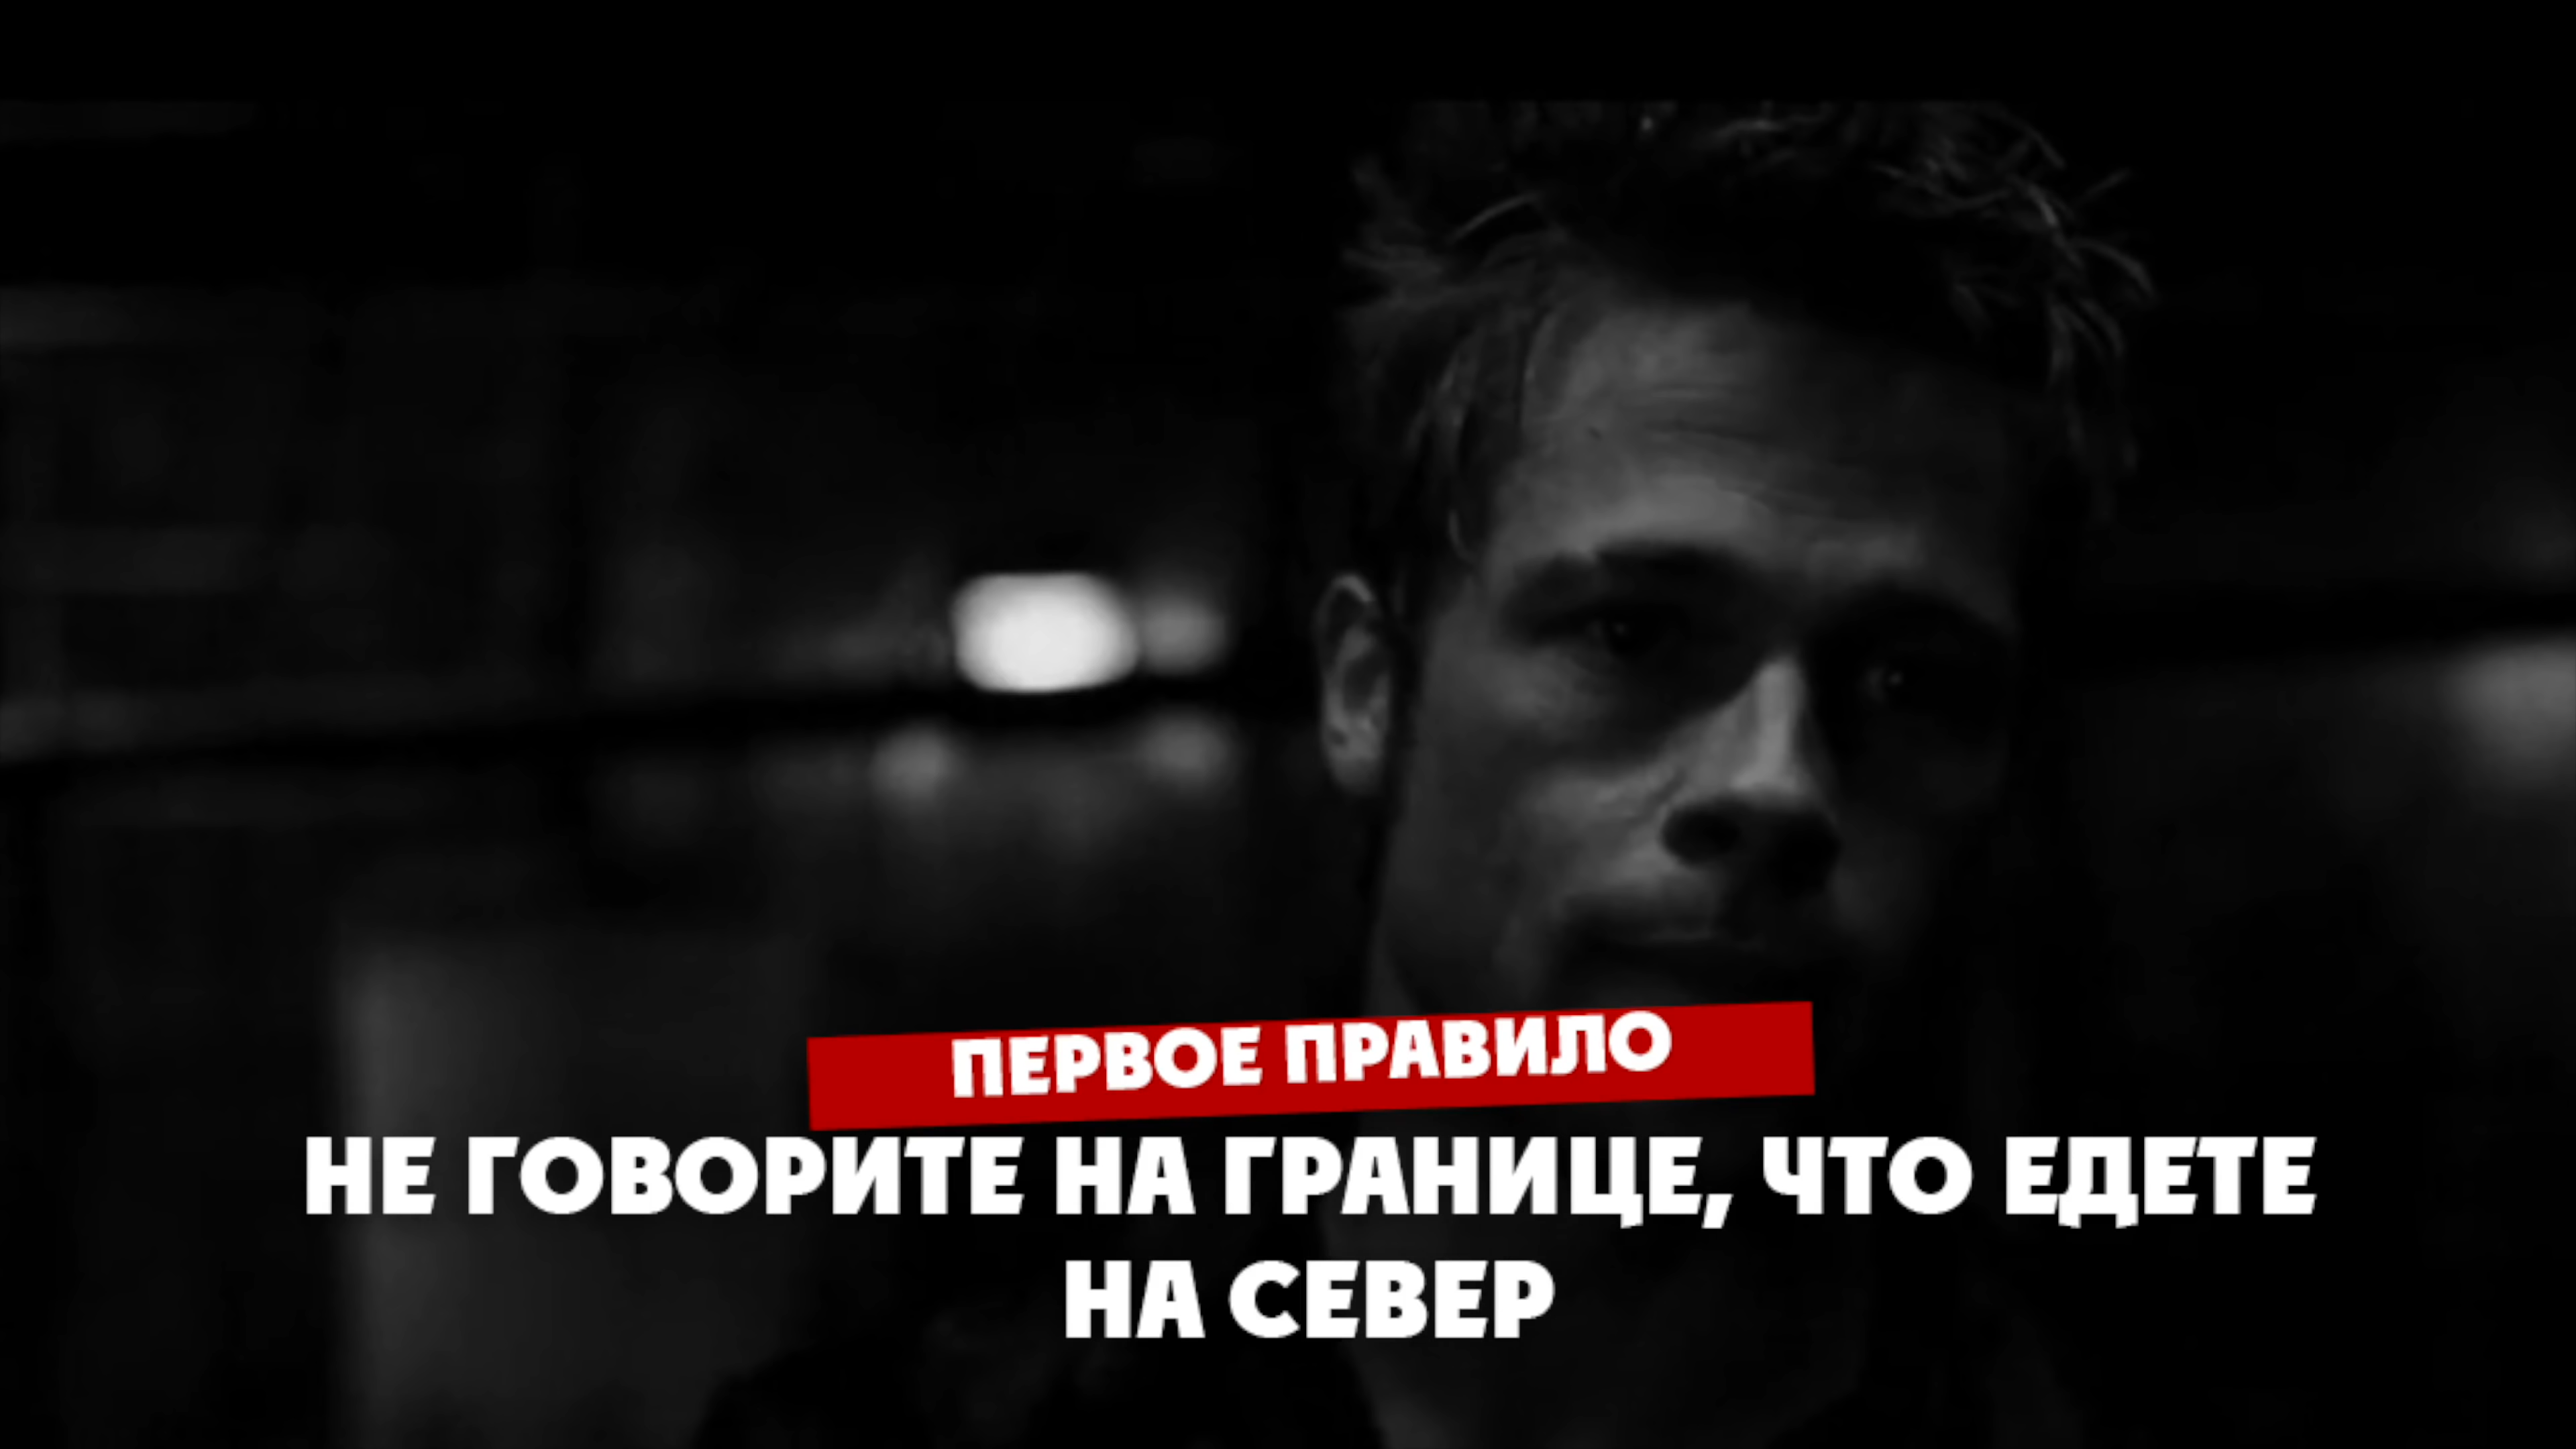 ПЕРВОЕ ПРАВИЛО
НЕ ГОВОРИТЕ НА ГРАНИЦЕ, ЧТО ЕДЕТЕ
НА СЕВЕР